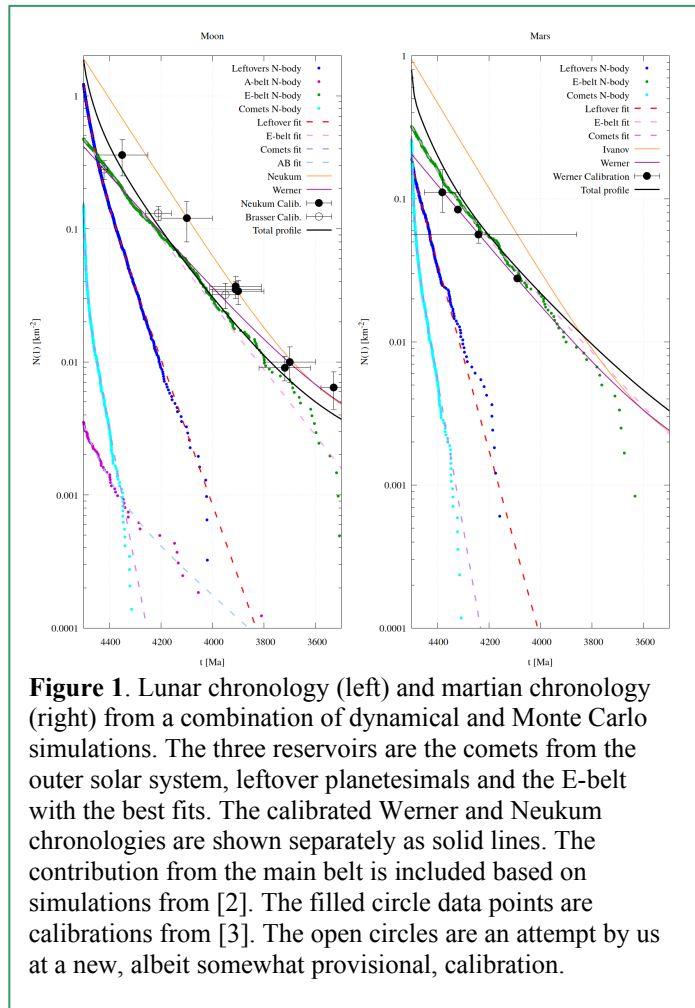 Moon
Leftovers N-body
A-belt N-body
E-belt N-body
Comets N-body
Leftover fit
E-belt fit
Comets fit
AB fit
Neukum
Werner
Neukum Calib.
Brasser Calib.
Total profile
1
0.1
0.01
0.001
0.0001
N(1) [km⁻²]
4400 4200 4000 3800 3600
t [Ma]
Mars
Leftovers N-body
E-belt N-body
Comets N-body
Leftover fit
E-belt fit
Comets fit
Ivanov
Werner
Werner Calibration
Total profile
1
0.1
0.01
0.001
0.0001
N(1) [km⁻²]
4400 4200 4000 3800 3600
t [Ma]
Figure 1. Lunar chronology (left) and martian chronology
(right) from a combination of dynamical and Monte Carlo
simulations. The three reservoirs are the comets from the
outer solar system, leftover planetesimals and the E-belt
with the best fits. The calibrated Werner and Neukum
chronologies are shown separately as solid lines. The
contribution from the main belt is included based on
simulations from [2]. The filled circle data points are
calibrations from [3]. The open circles are an attempt by us
at a new, albeit somewhat provisional, calibration.